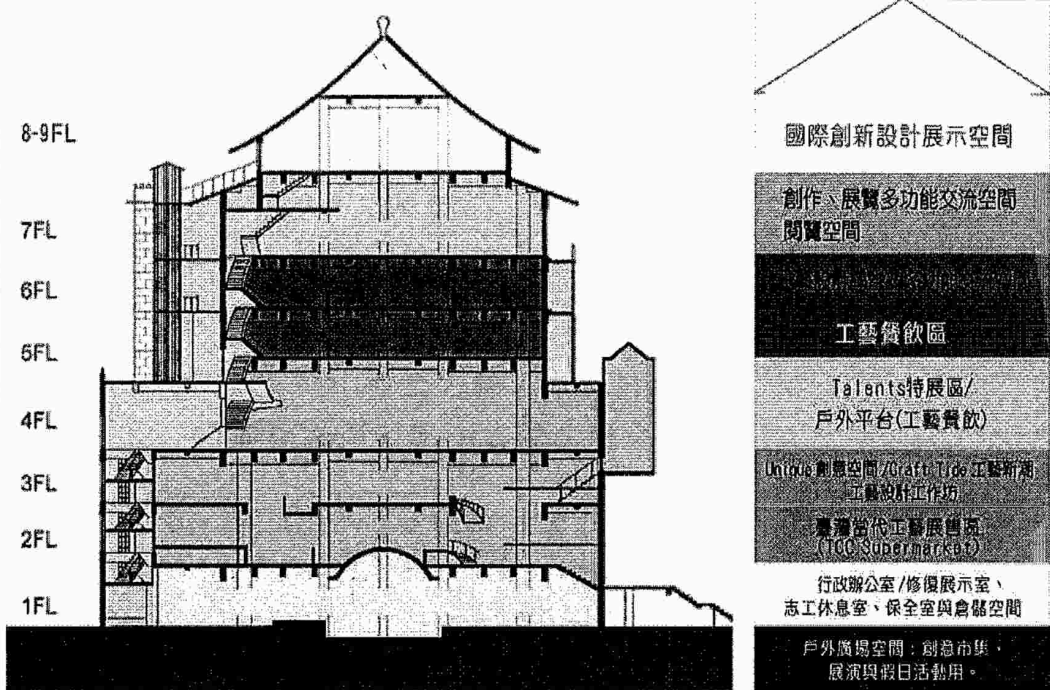 8-9FL
7FL
6FL
5FL
4FL
3FL
2FL
1FL
國際創新設計展示空間
創作、展覽多功能交流空間
閱覽空間
工藝餐飲區
Talents特展區/
戶外平台(工藝餐飲)
Unique創意空間/Craft Tide工藝新潮
工藝設計工作坊
臺灣當代工藝展售區
(TCC Supermarket)
行政辦公室/修復展示室、
志工休息室、保全室與倉儲空間
戶外廣場空間：創意市集，
展演與假日活動用。